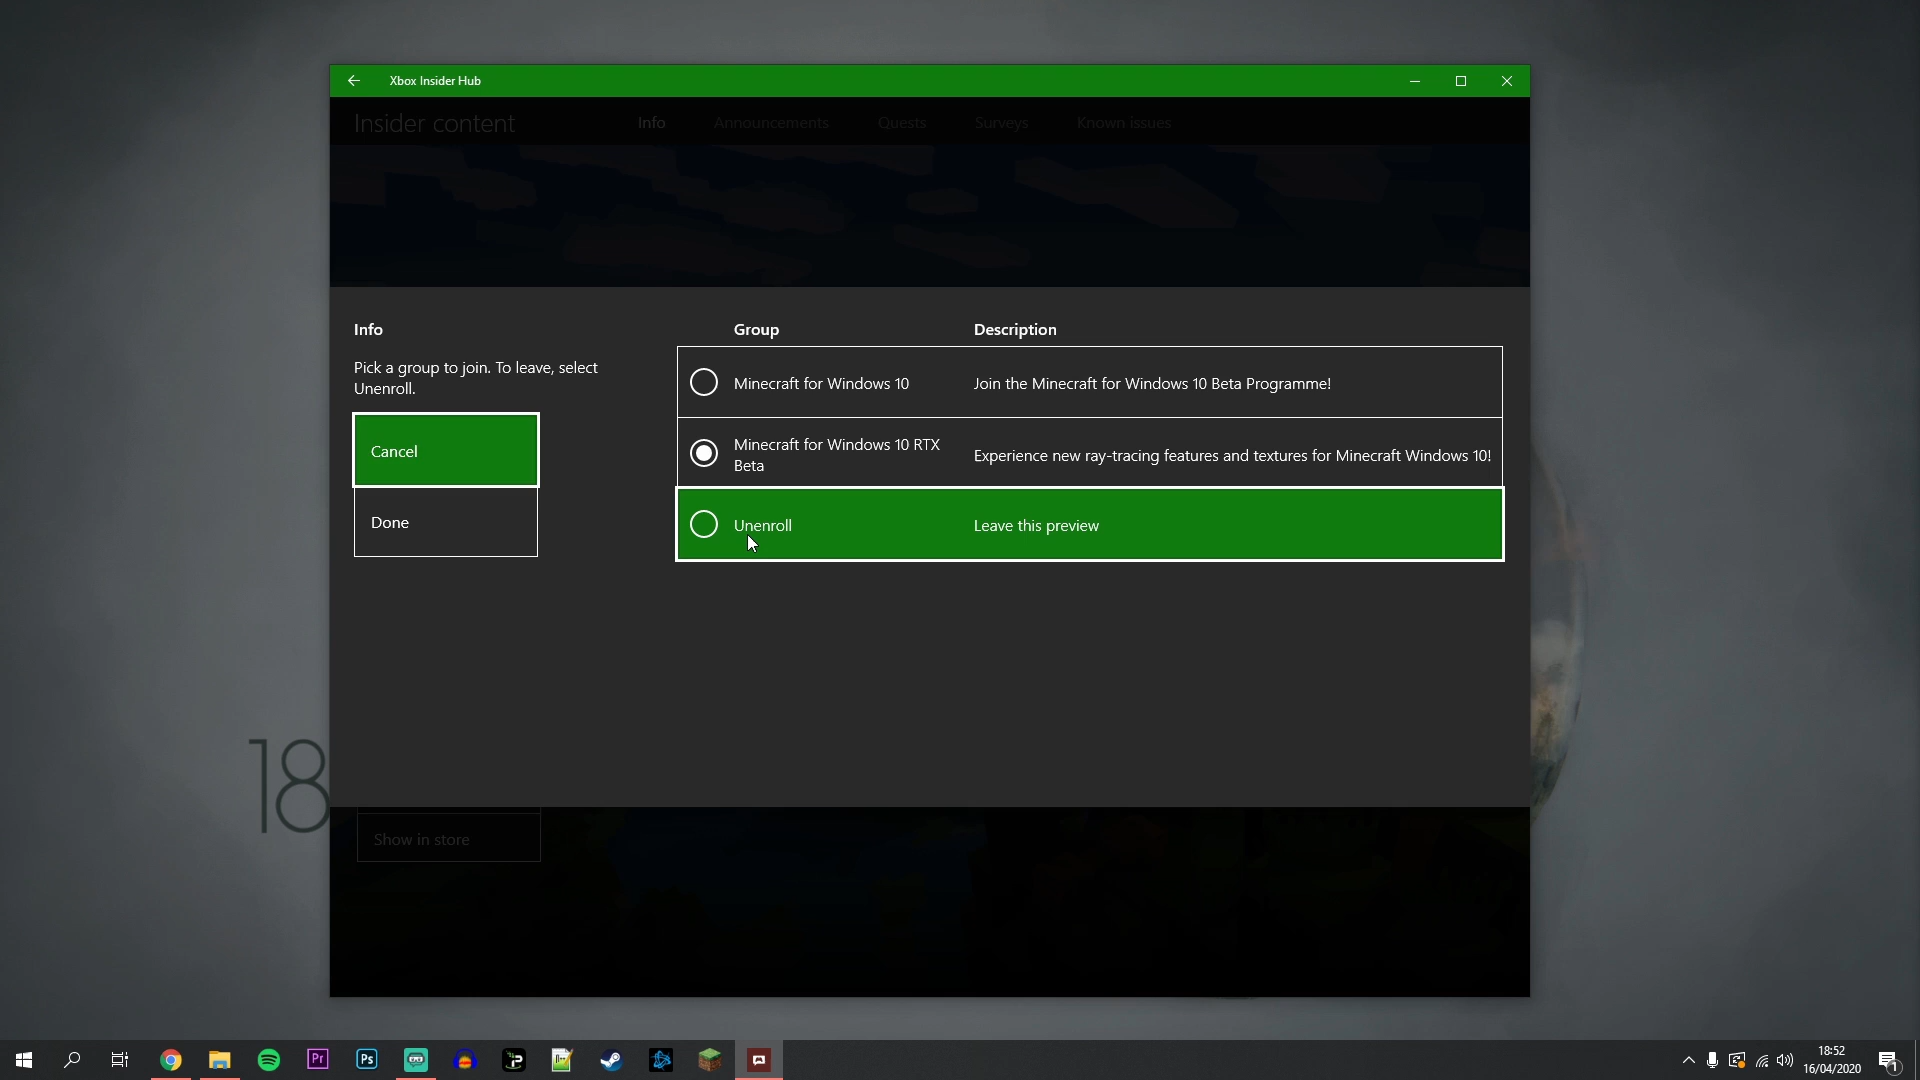 Xbox Insider Hub
Insider content
Info
Announcements
Quests
Surveys
Known issues
Info
Pick a group to join. To leave, select
Unenroll.
Cancel
Done
Group
Description
Minecraft for Windows 10
Join the Minecraft for Windows 10 Beta Programme!
Minecraft for Windows 10 RTX
Beta
Experience new ray-tracing features and textures for Minecraft Windows 10!
Unenroll
Leave this preview
18
Show in store
Pr
Ps
18:52
16/04/2020
1